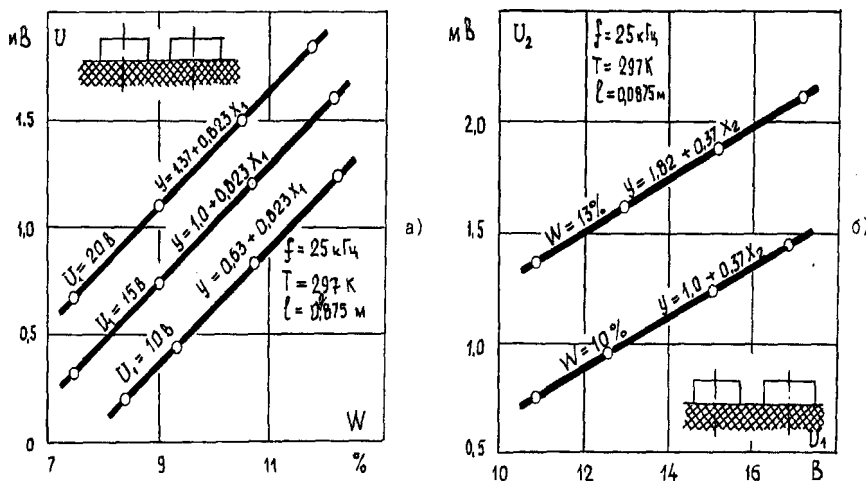 мВ U
1.5
1,0
0,5
0
7 9 11 %
W
U₁ = 20 В
y = 1.37 + 0.823 X₁
U₁ = 15 В
y = 1.0 + 0.823 X₁
U₁ = 10 В
y = 0.63 + 0.823 X₁
f = 25 кГц
T = 297 К
ℓ = 0,0875 м
а)
мВ U₂
2,0
1,5
1,0
0,5
10 12 14 16 В
U₁
f = 25 кГц
T = 297 К
ℓ = 0,0875 м
W = 13%
y = 1.82 + 0.37 X₂
W = 10%
y = 1.0 + 0.37 X₂
б)